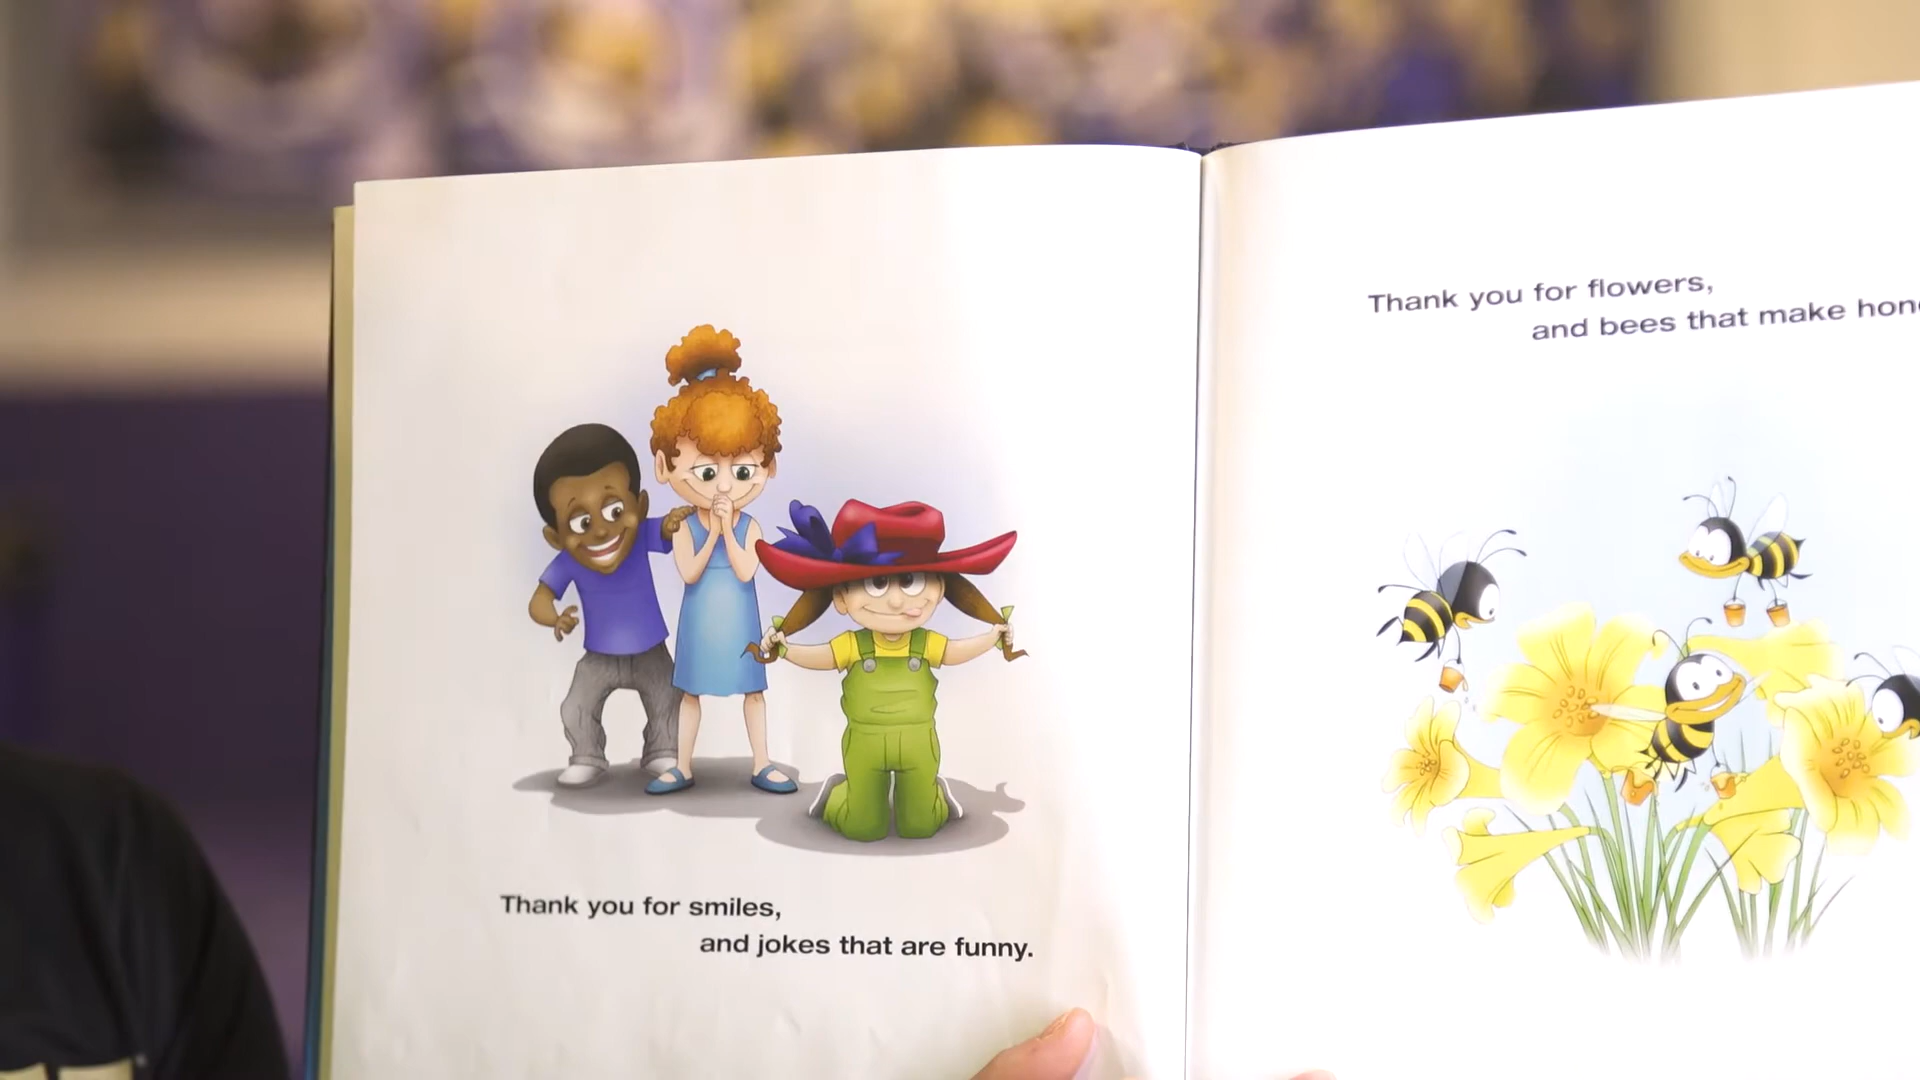 Thank you for smiles,
and jokes that are funny.
Thank you for flowers,
and bees that make